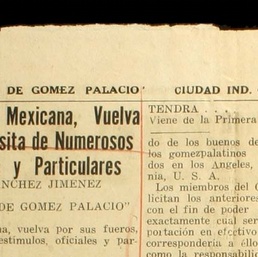 DE GOMEZ PALACIO CIUDAD IND.
Mexicana, Vuelva
sita de Numerosos
y Particulares
NCHEZ JIMENEZ
DE GOMEZ PALACIO"
na, vuelva por sus fueros,
estimulos, oficiales y par-
TENDRA . . .
Viene de la Primera
do de los buenos de
los gomezpalatinos
dos en los Angeles,
nia, U. S. A.
Los miembros del C
licitan los anteriores
con el fin de poder
exactamente cual ser
portación en efectivo
correspondería a éllo
como la responsabilid